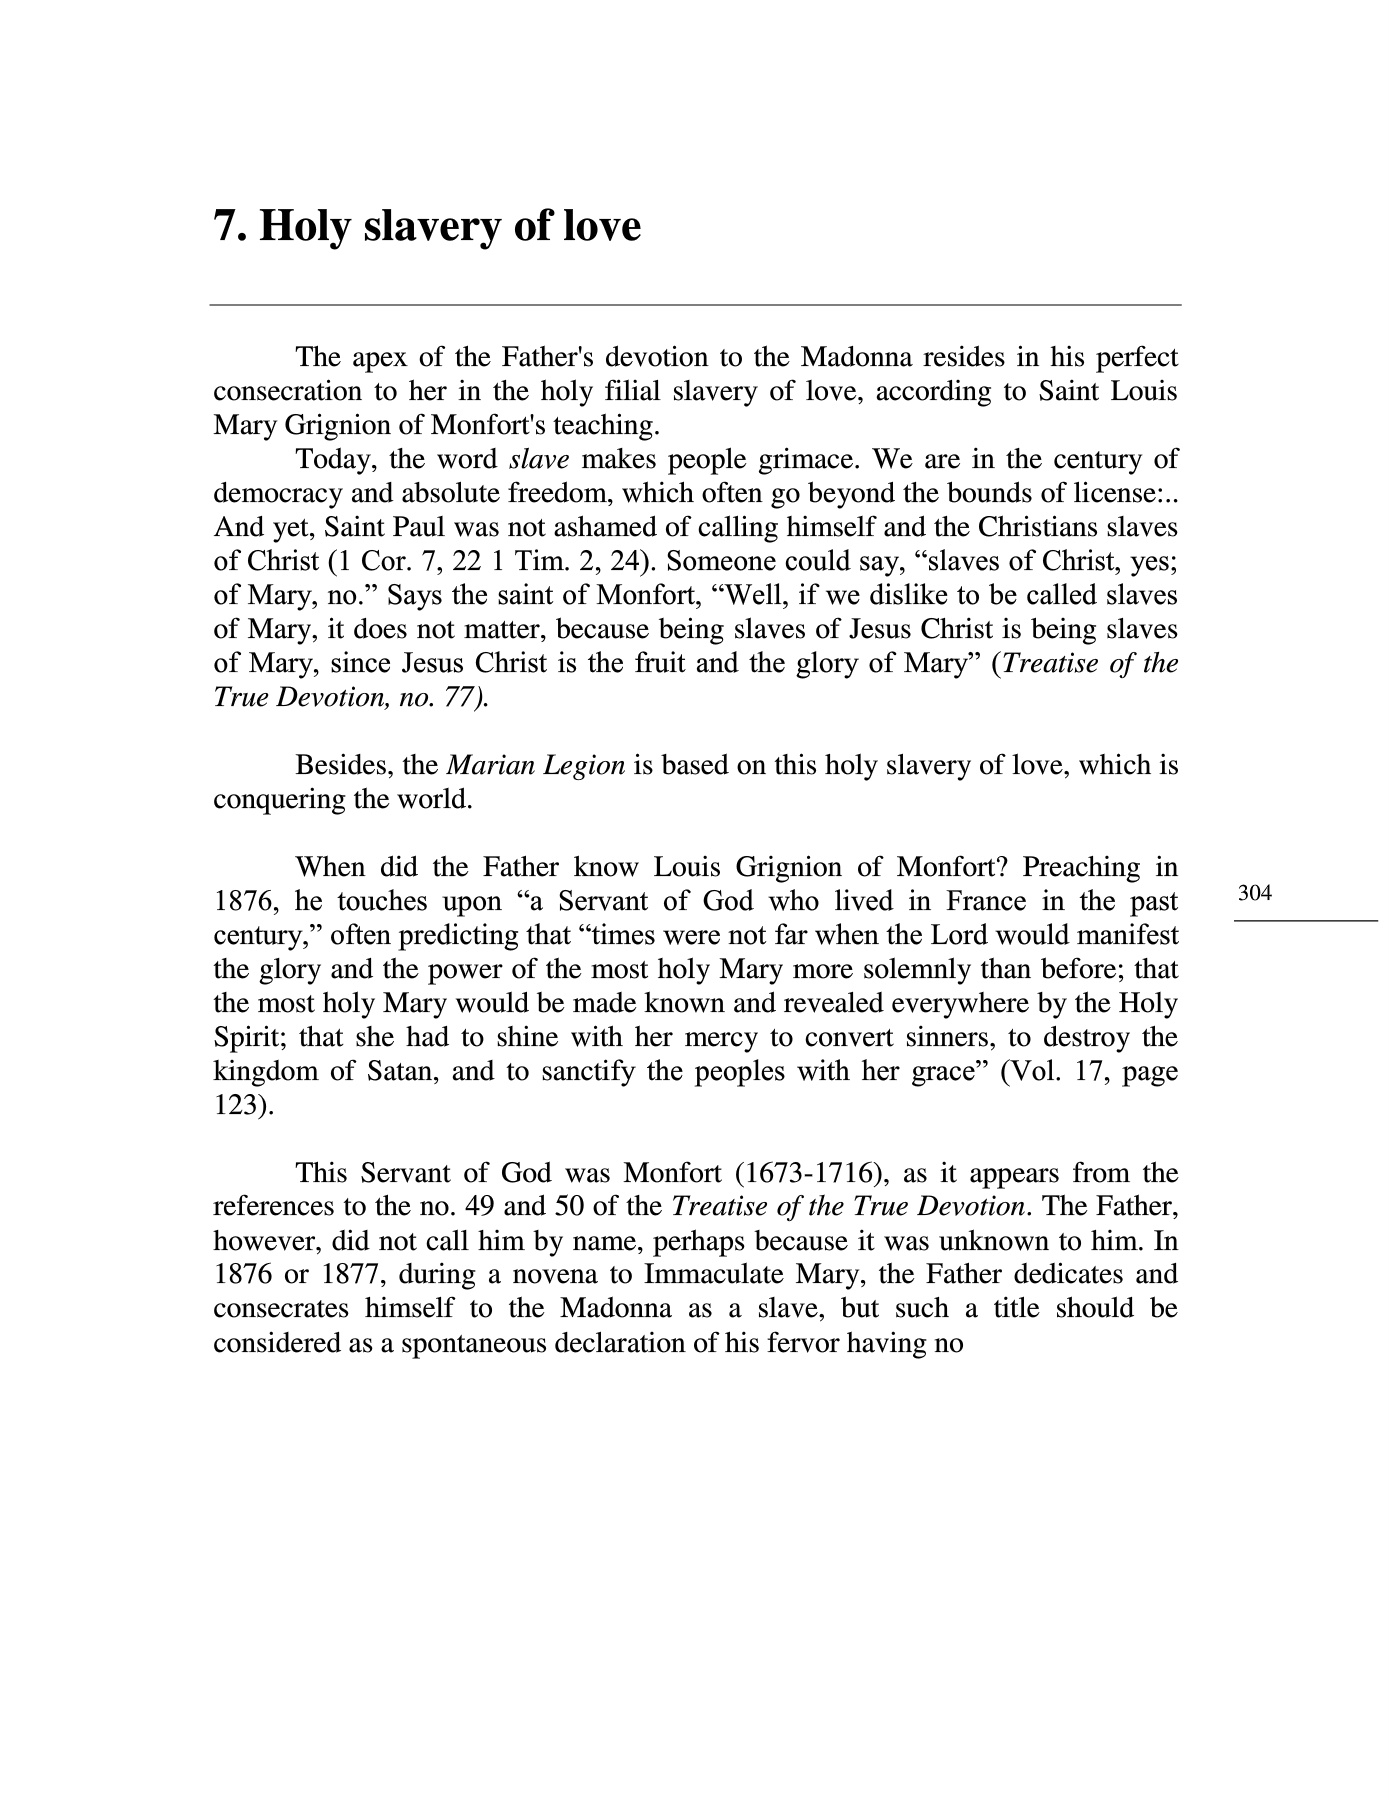 7. Holy slavery of love
The apex of the Father's devotion to the Madonna resides in his perfect
consecration to her in the holy filial slavery of love, according to Saint Louis
Mary Grignion of Monfort's teaching.
Today, the word slave makes people grimace. We are in the century of
democracy and absolute freedom, which often go beyond the bounds of license:..
And yet, Saint Paul was not ashamed of calling himself and the Christians slaves
of Christ (1 Cor. 7, 22 1 Tim. 2, 24). Someone could say, “slaves of Christ, yes;
of Mary, no.” Says the saint of Monfort, “Well, if we dislike to be called slaves
of Mary, it does not matter, because being slaves of Jesus Christ is being slaves
of Mary, since Jesus Christ is the fruit and the glory of Mary” (Treatise of the
True Devotion, no. 77).
Besides, the Marian Legion is based on this holy slavery of love, which is
conquering the world.
When did the Father know Louis Grignion of Monfort? Preaching in
1876, he touches upon “a Servant of God who lived in France in the past
century,” often predicting that “times were not far when the Lord would manifest
the glory and the power of the most holy Mary more solemnly than before; that
the most holy Mary would be made known and revealed everywhere by the Holy
Spirit; that she had to shine with her mercy to convert sinners, to destroy the
kingdom of Satan, and to sanctify the peoples with her grace” (Vol. 17, page
123).
This Servant of God was Monfort (1673-1716), as it appears from the
references to the no. 49 and 50 of the Treatise of the True Devotion. The Father,
however, did not call him by name, perhaps because it was unknown to him. In
1876 or 1877, during a novena to Immaculate Mary, the Father dedicates and
consecrates himself to the Madonna as a slave, but such a title should be
considered as a spontaneous declaration of his fervor having no
304